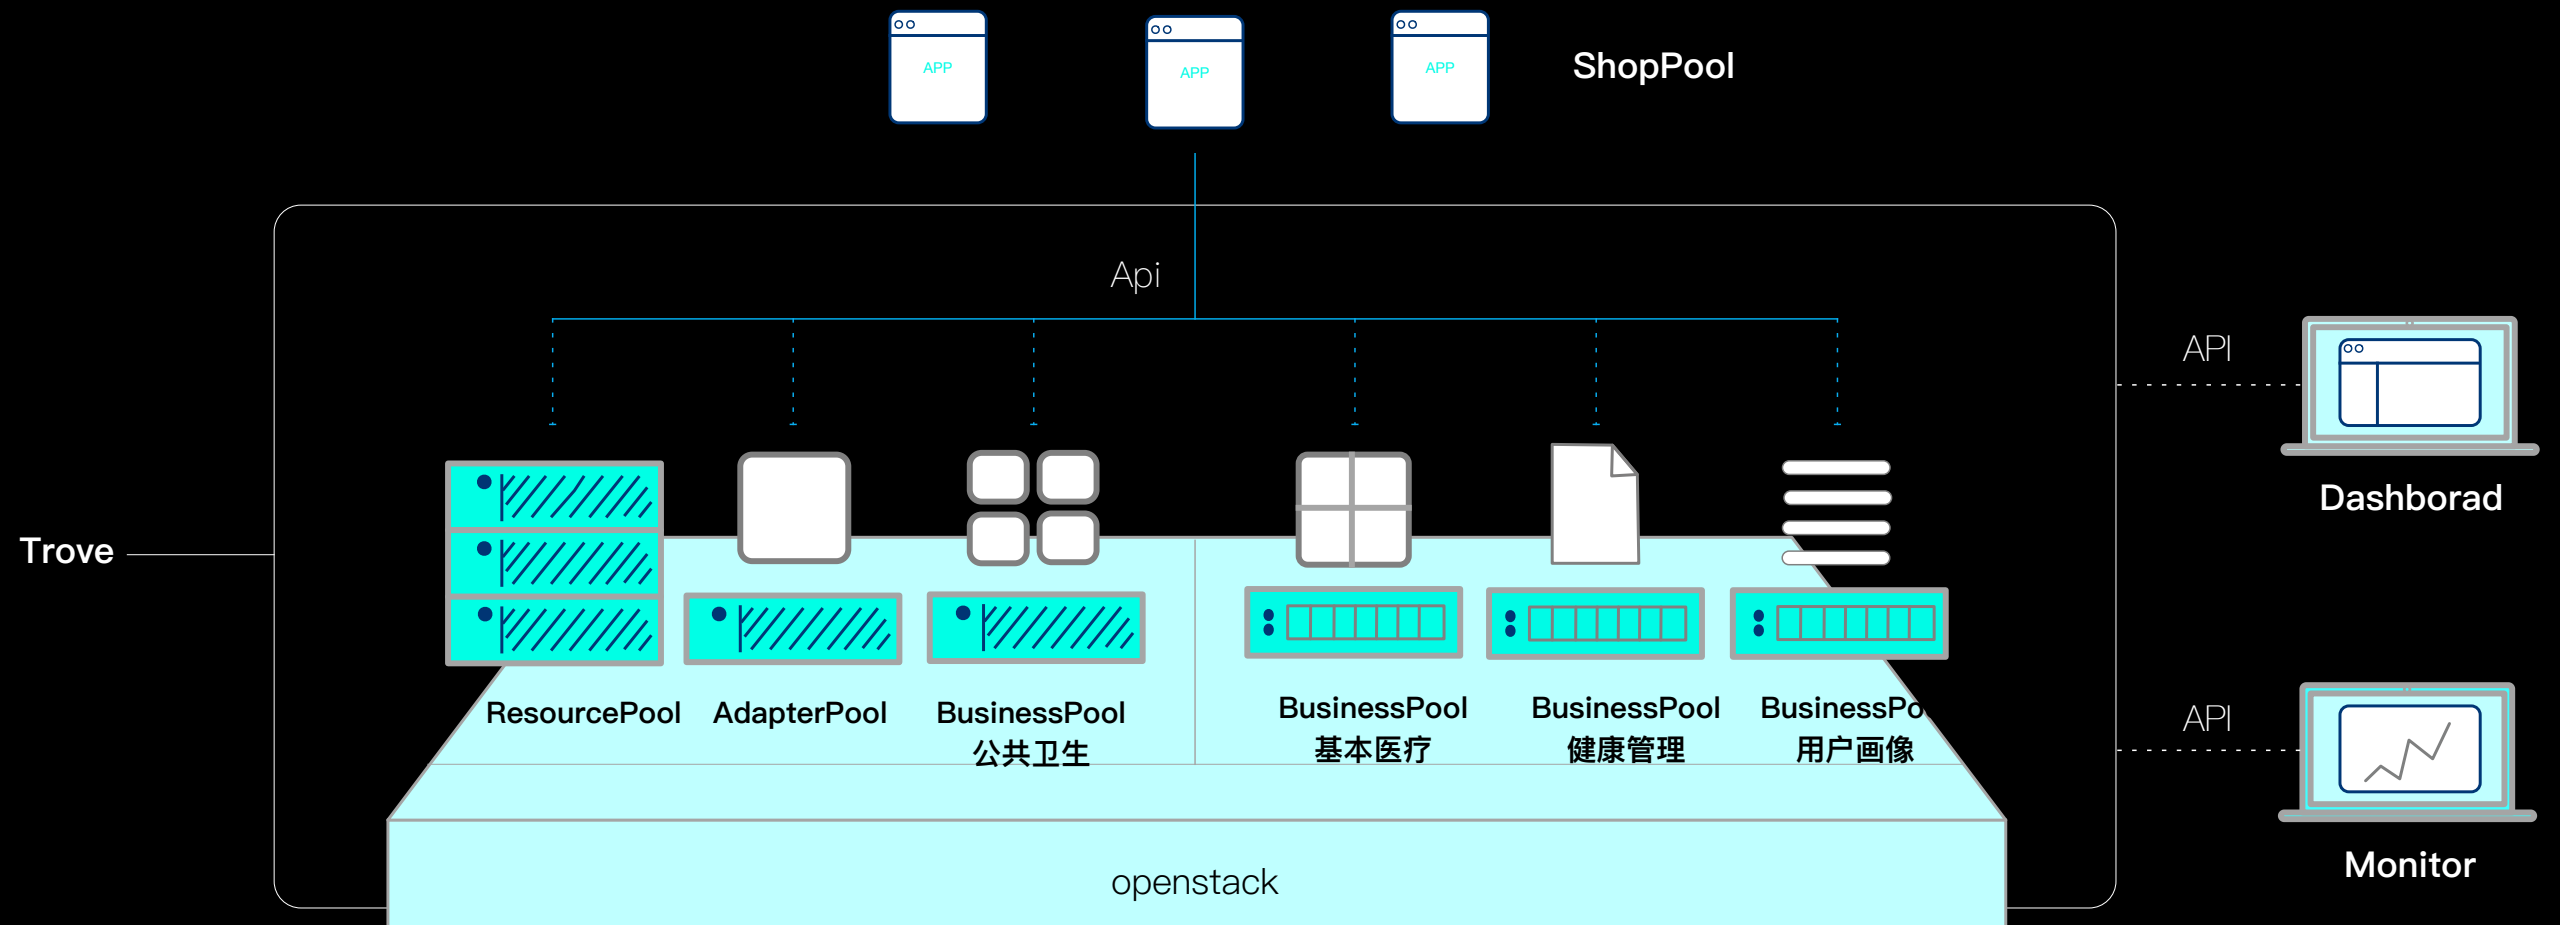 APP
APP
APP
ShopPool
Api
API
Dashborad
Trove
ResourcePool
AdapterPool
BusinessPool
公共卫生
BusinessPool
基本医疗
BusinessPool
健康管理
BusinessPo
用户画像
API
Monitor
openstack